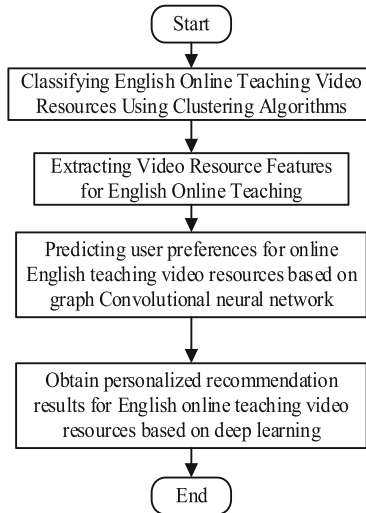 Start
Classifying English Online Teaching Video
Resources Using Clustering Algorithms
Extracting Video Resource Features
for English Online Teaching
Predicting user preferences for online
English teaching video resources based on
graph Convolutional neural network
Obtain personalized recommendation
results for English online teaching video
resources based on deep learning
End